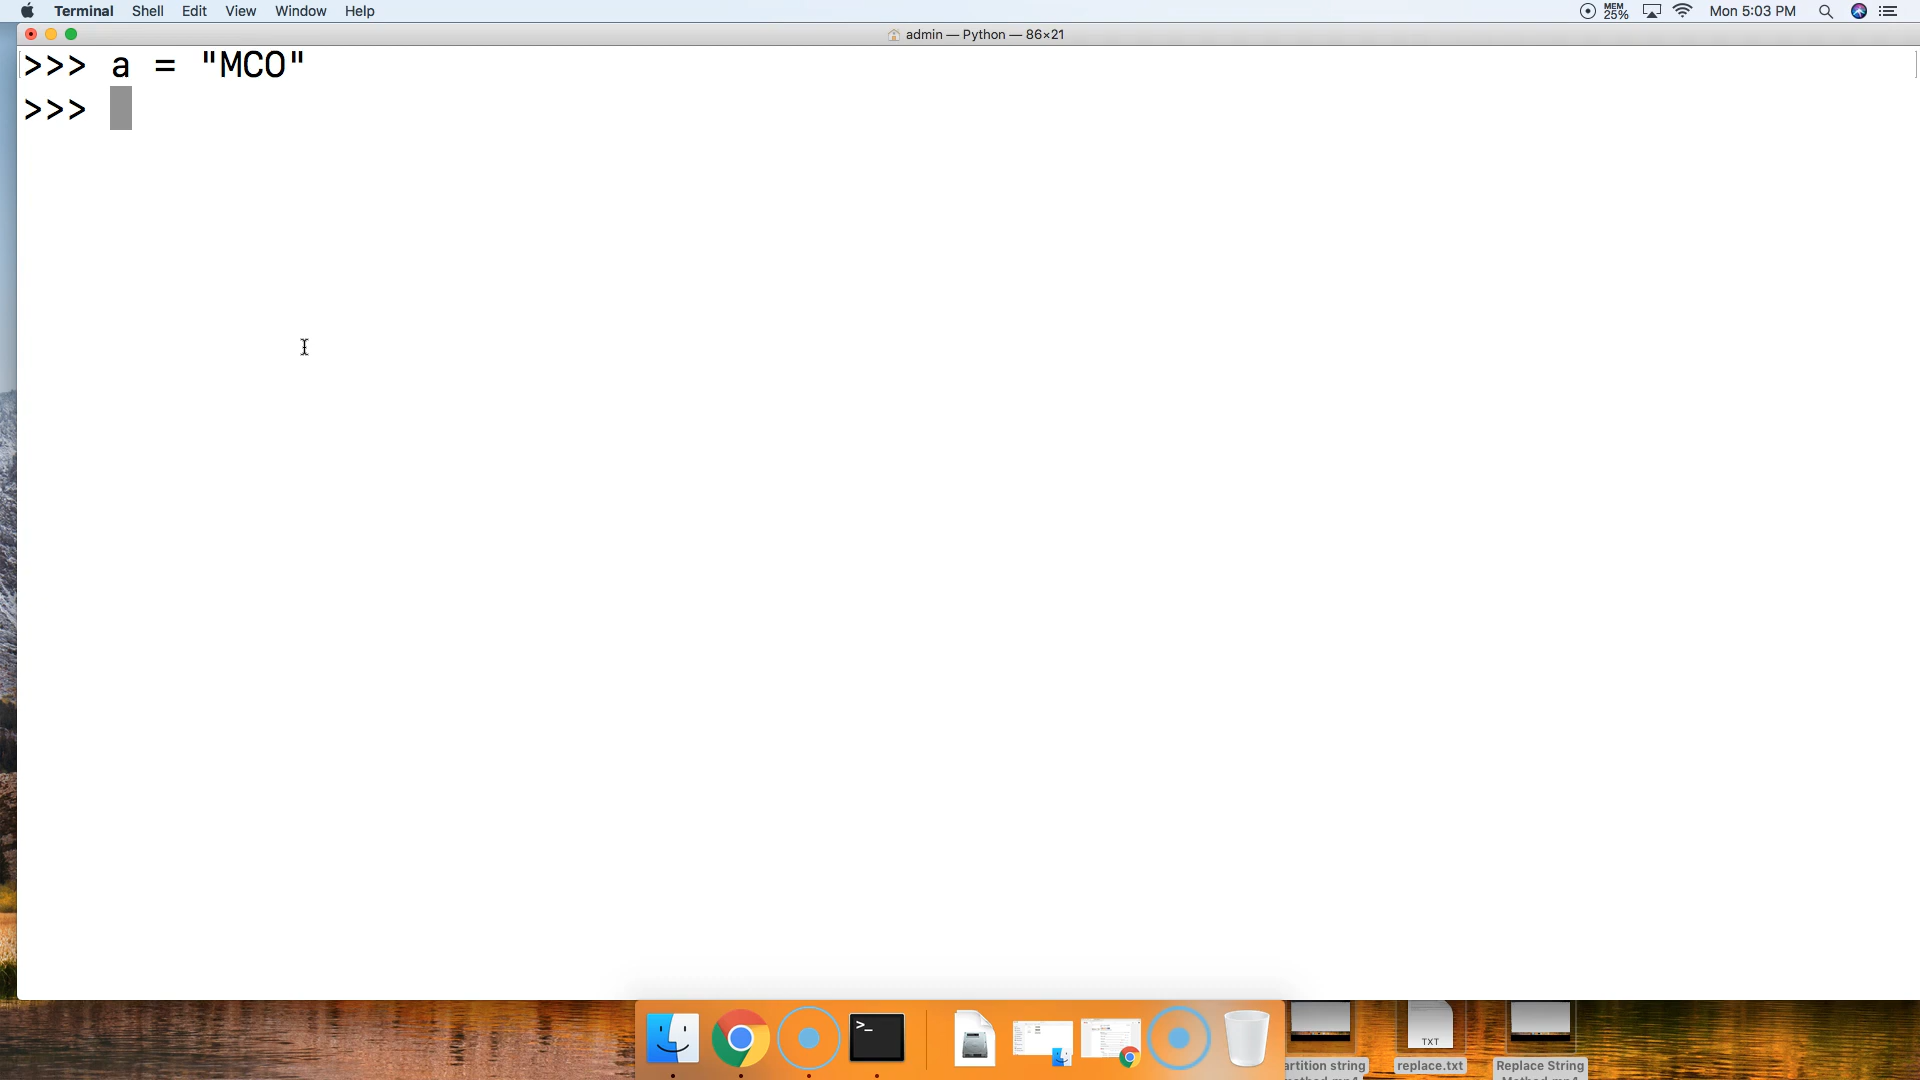 Terminal Shell Edit View Window Help
MEM
25%
Mon 5:03 PM
admin — Python — 86×21
>>> a = "MCO"
>>>
>_
TXT
artition string
replace.txt
Replace String